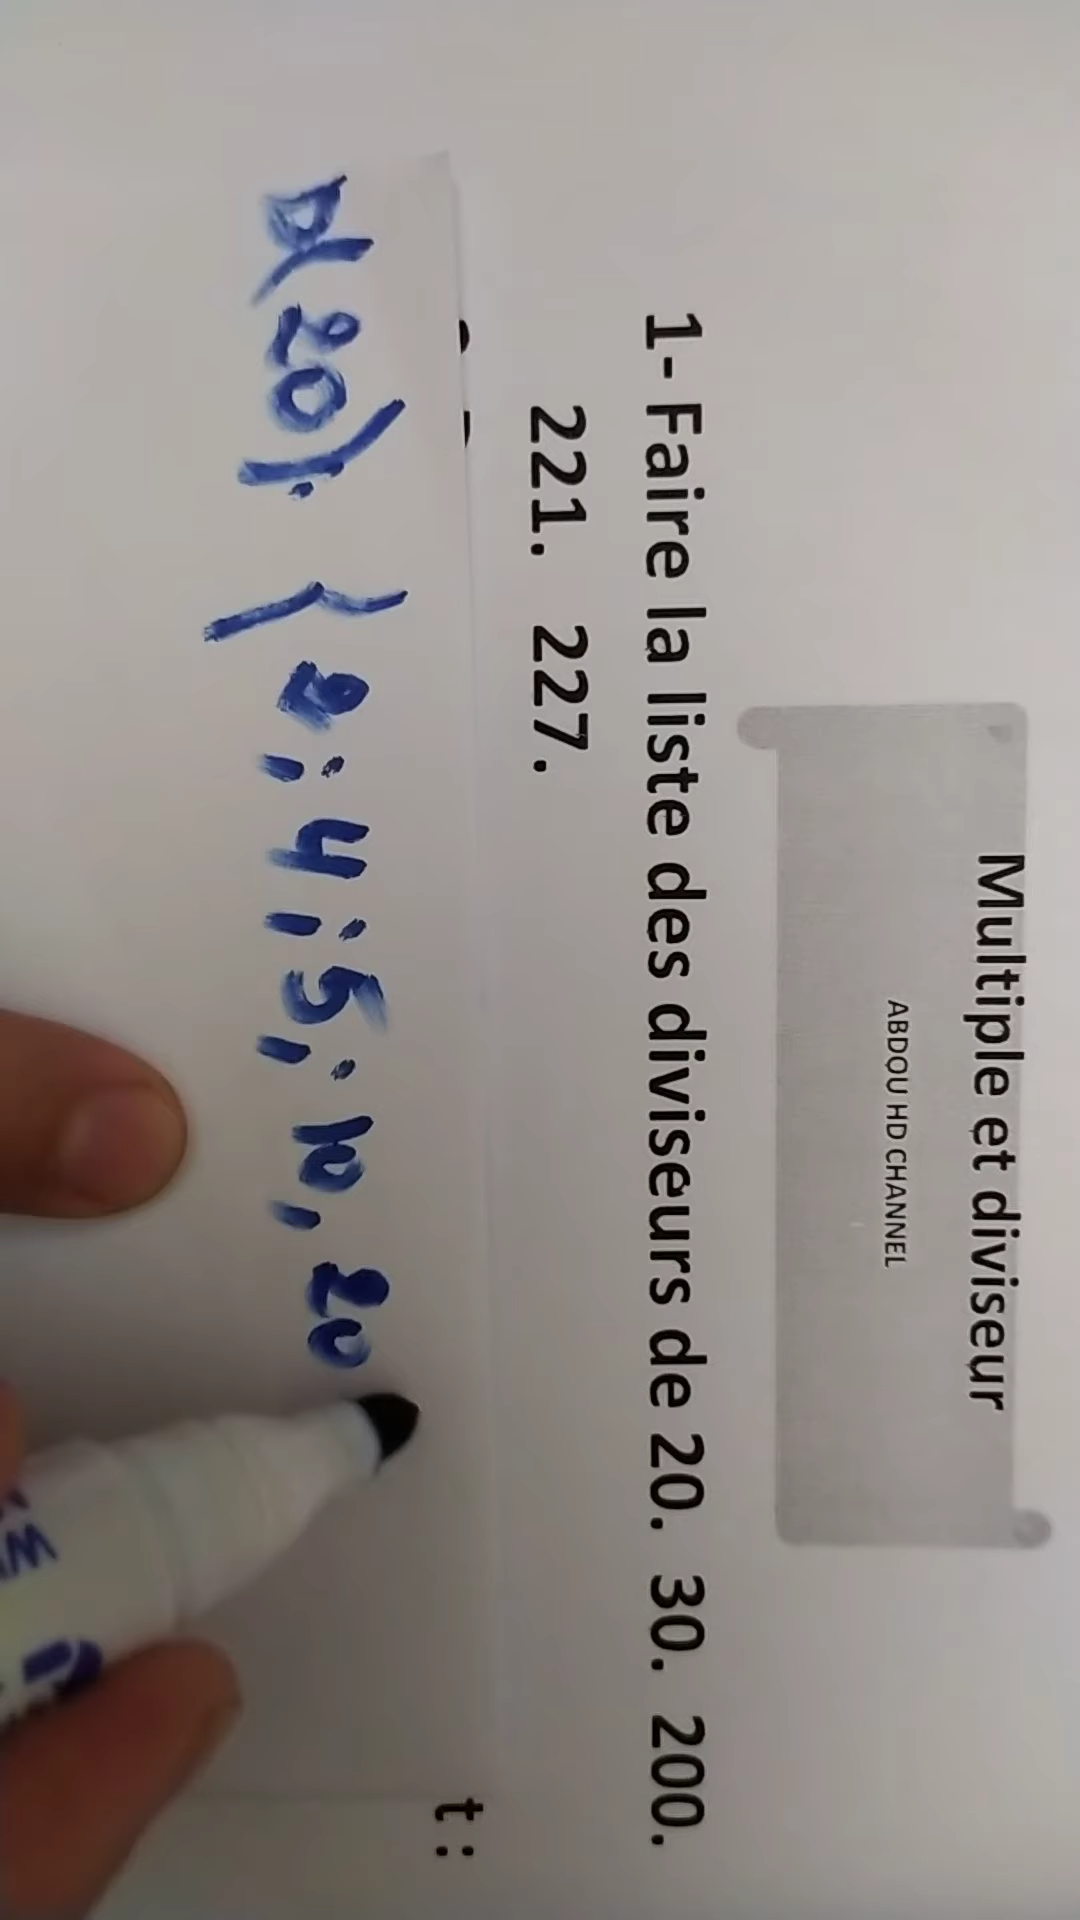 Multiple et diviseur
ABDOU HD CHANNEL
1- Faire la liste des diviseurs de 20. 30. 200.
221. 227.
t :
D(20): { 2 ; 4 ; 5 ; 10, 20